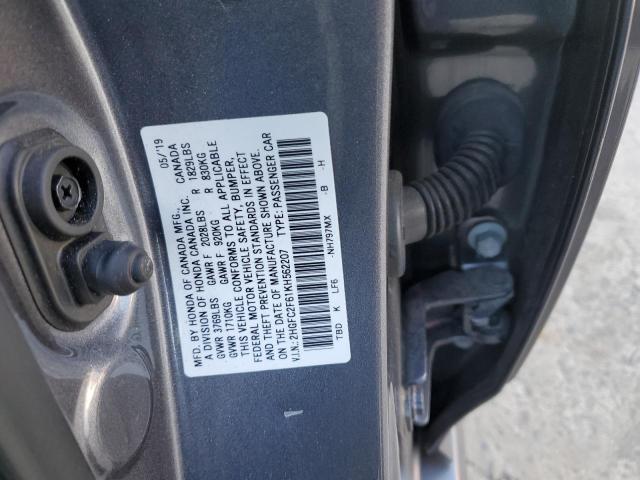 MFD. BY HONDA OF CANADA MFG., 05/19
A DIVISION OF HONDA CANADA INC. CANADA
GVWR 3769LBS GAWR F 2028LBS R 1829LBS
GVWR 1710KG GAWR F 920KG R 830KG
THIS VEHICLE CONFORMS TO ALL APPLICABLE
FEDERAL MOTOR VEHICLE SAFETY, BUMPER,
AND THEFT PREVENTION STANDARDS IN EFFECT
ON THE DATE OF MANUFACTURE SHOWN ABOVE.
V.I.N.: 2HGFC2F61KH562207 TYPE: PASSENGER CAR
TBD K LF6 -NH797MX -B -H